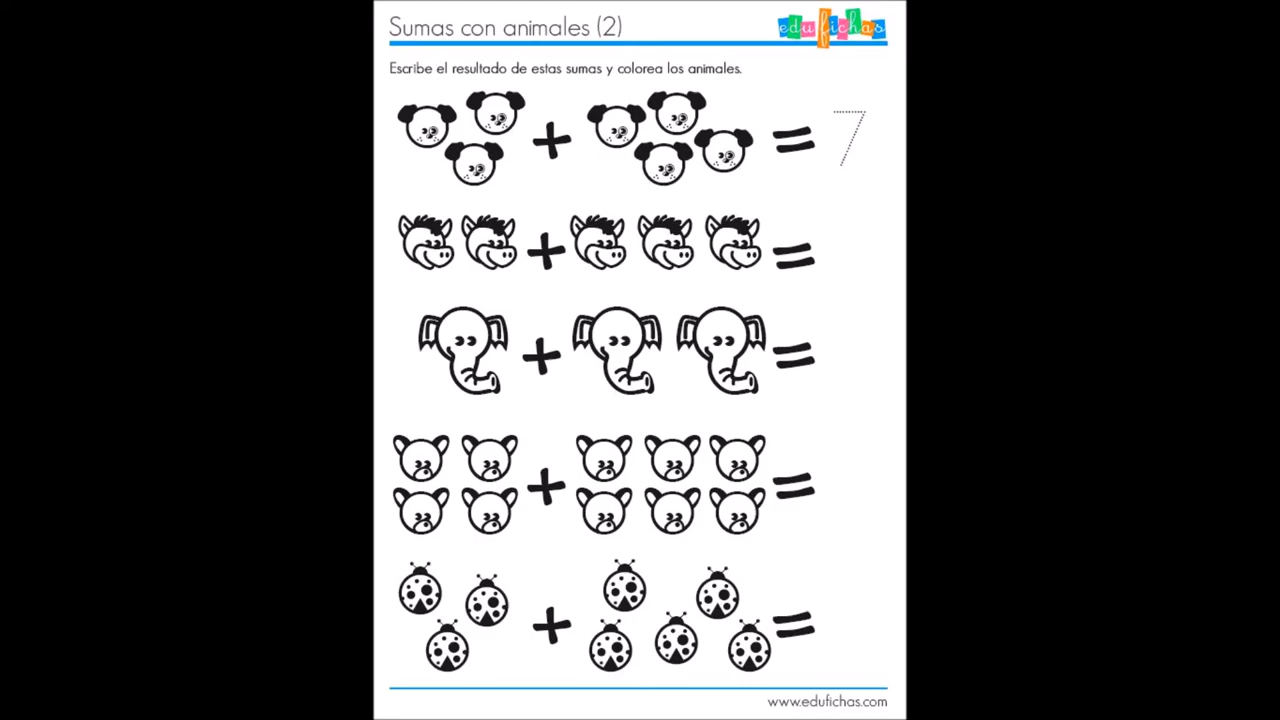 Sumas con animales (2)
edufichas
Escribe el resultado de estas sumas y colorea los animales.
+ = 7
+ =
+ =
+ =
+ =
www.edufichas.com